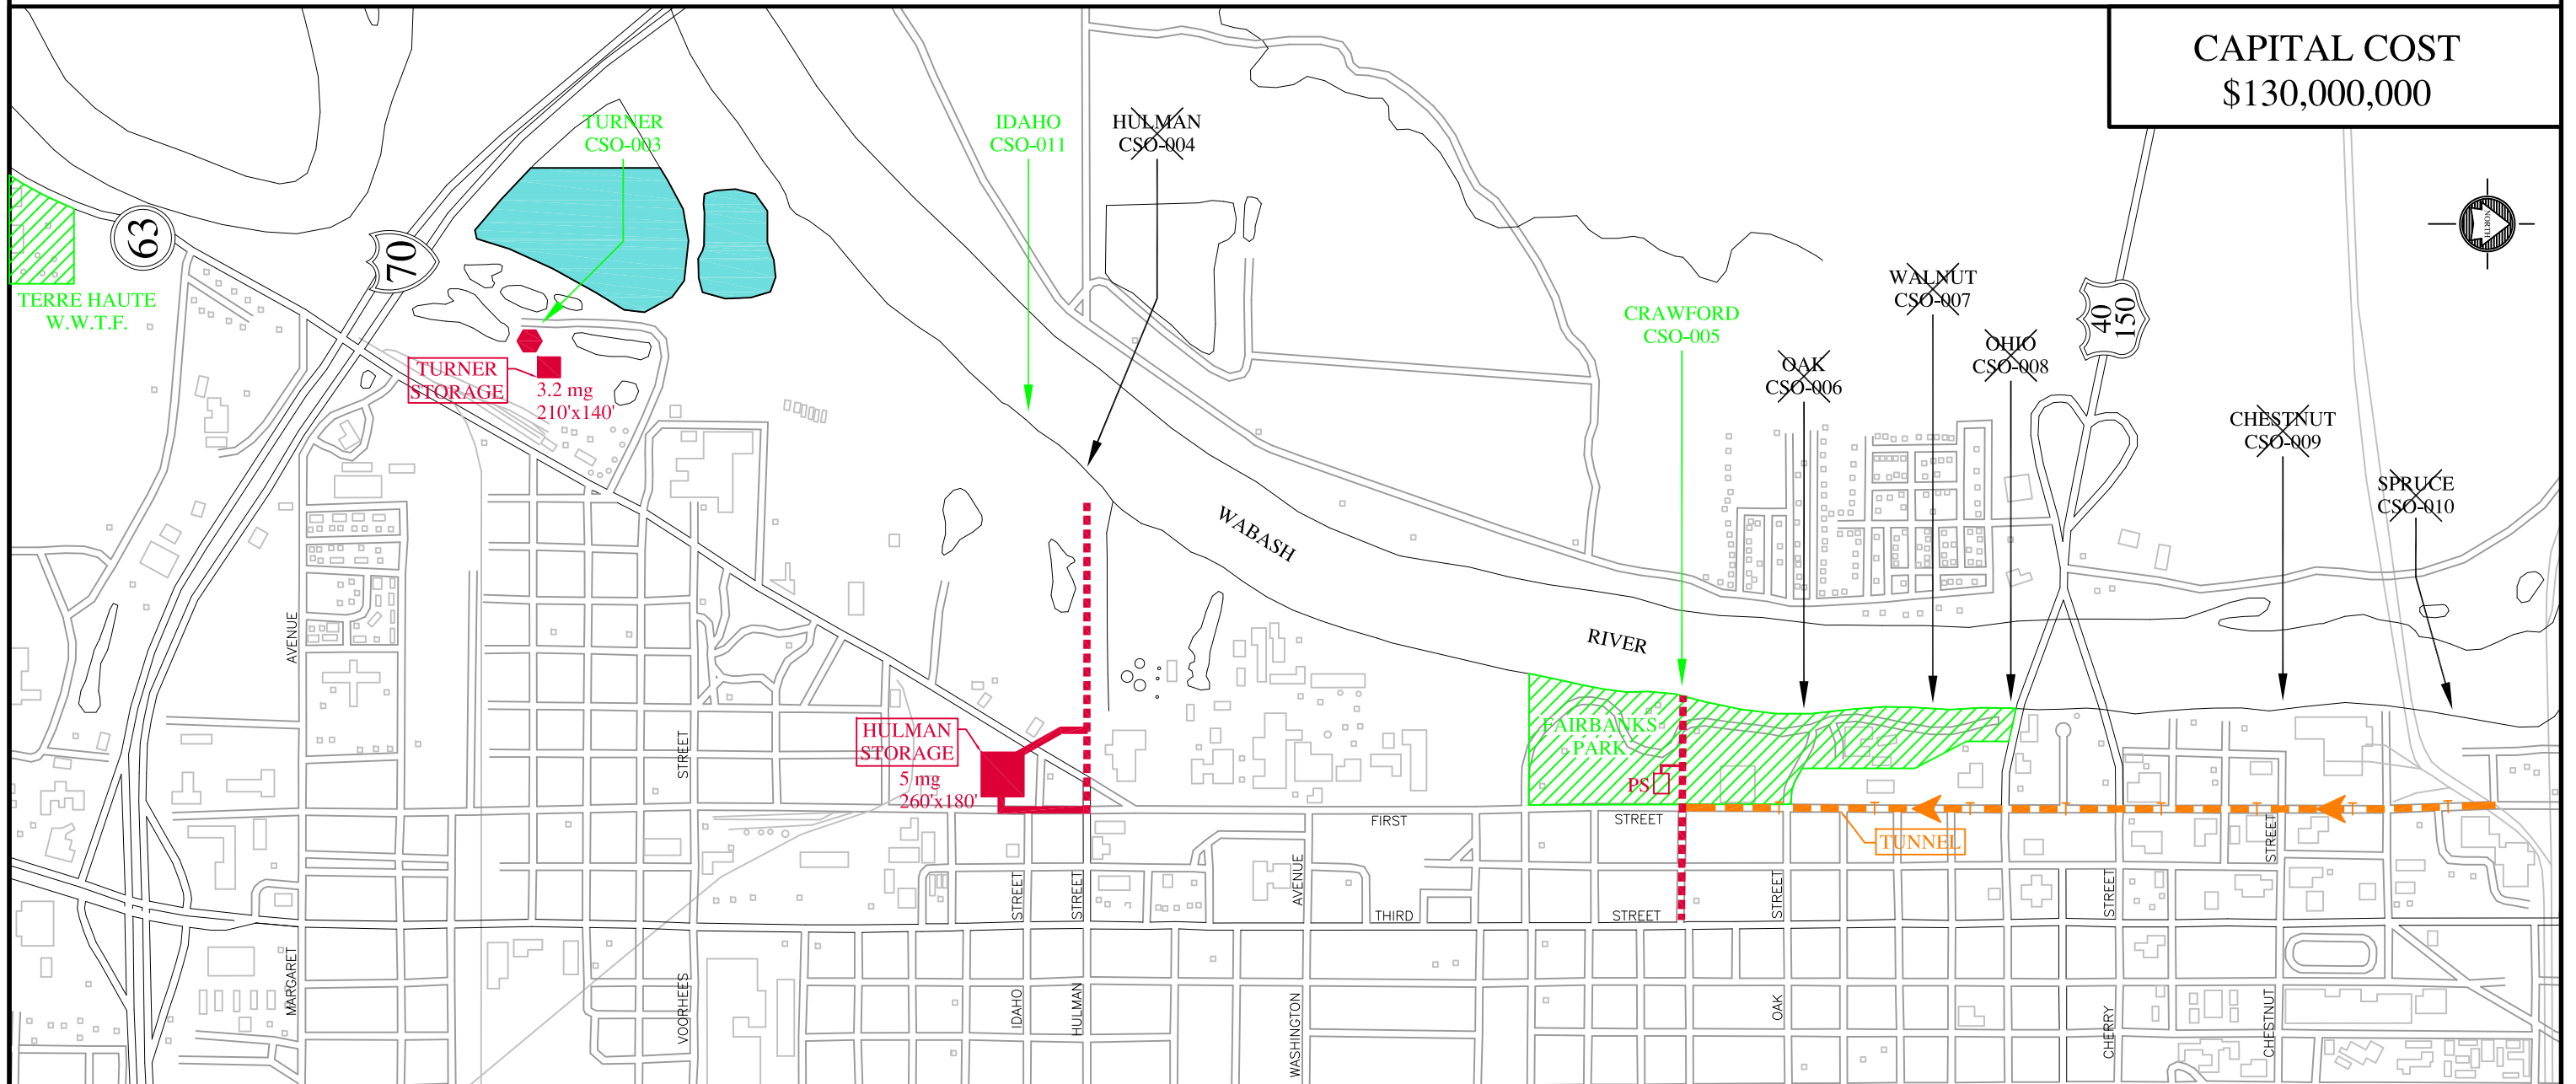 CAPITAL COST
$130,000,000
TURNER
CSO-003
IDAHO
CSO-011
HULMAN
CSO-004
63
70
TERRE HAUTE
W.W.T.F.
NORTH
WALNUT
CSO-007
CRAWFORD
CSO-005
OHIO
CSO-008
40
150
OAK
CSO-006
TURNER
STORAGE
3.2 mg
210'x140'
CHESTNUT
CSO-009
SPRUCE
CSO-010
WABASH
RIVER
AVENUE
STREET
HULMAN
STORAGE
5 mg
260'x180'
FAIRBANKS
PARK
PS
FIRST
STREET
TUNNEL
T
T
T
T
T
T
T
T
STREET
STREET
STREET
AVENUE
THIRD
STREET
STREET
STREET
MARGARET
VOORHEES
IDAHO
HULMAN
WASHINGTON
OAK
CHERRY
CHESTNUT